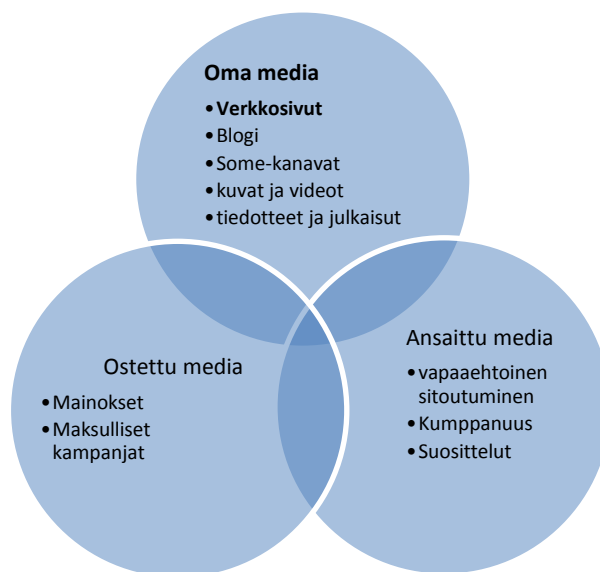 Oma media
•Verkkosivut
•Blogi
•Some-kanavat
•kuvat ja videot
•tiedotteet ja julkaisut
Ostettu media
•Mainokset
•Maksulliset
kampanjat
Ansaittu media
•vapaaehtoinen
sitoutuminen
•Kumppanuus
•Suosittelut